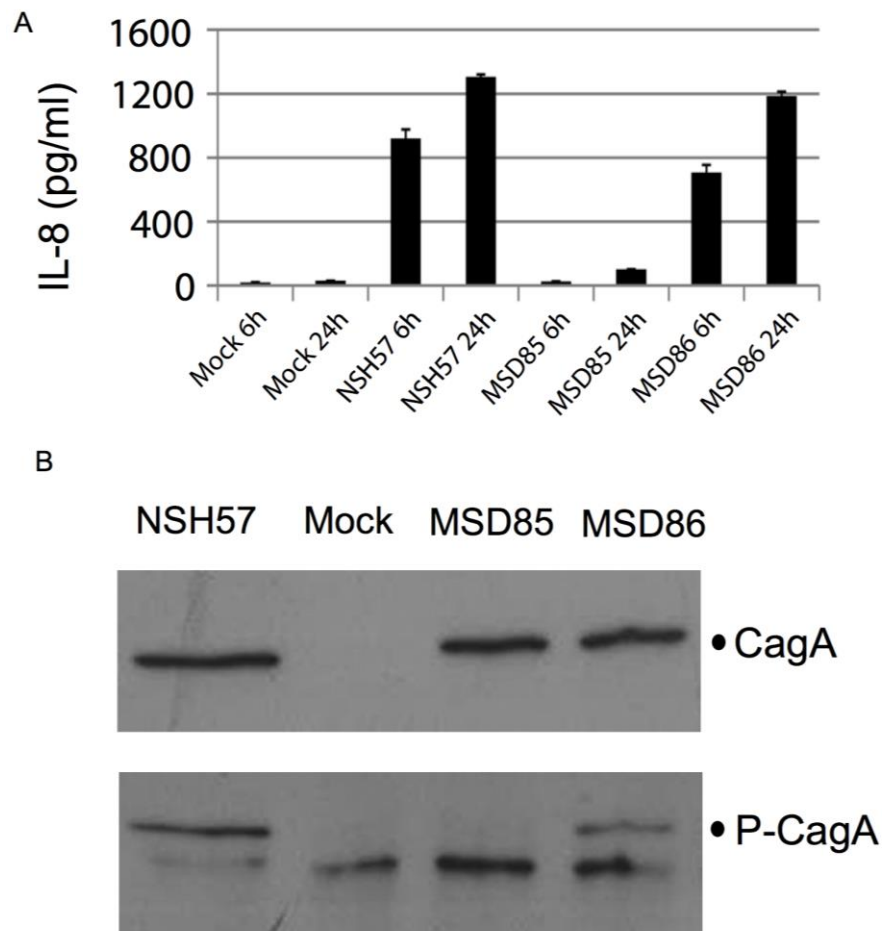 A
IL-8 (pg/ml)
1600
1200
800
400
0
Mock 6h
Mock 24h
NSH57 6h
NSH57 24h
MSD85 6h
MSD85 24h
MSD86 6h
MSD86 24h
B
NSH57 Mock MSD85 MSD86
• CagA
• P-CagA